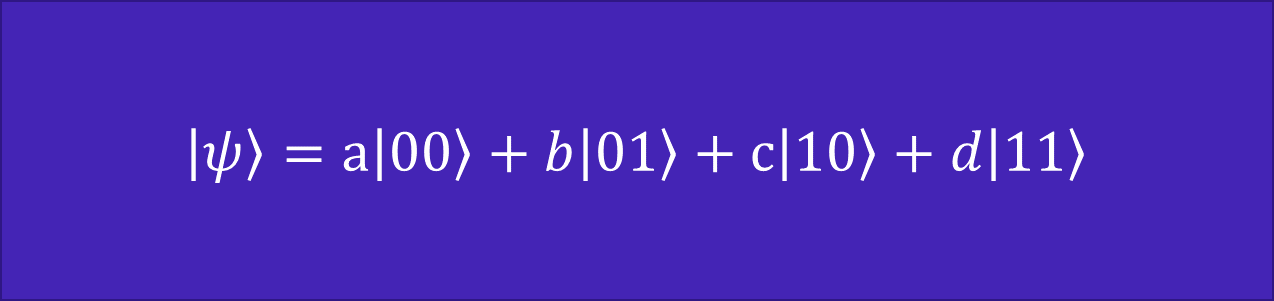 |𝜓⟩ = a|00⟩ + 𝑏|01⟩ + c|10⟩ + 𝑑|11⟩